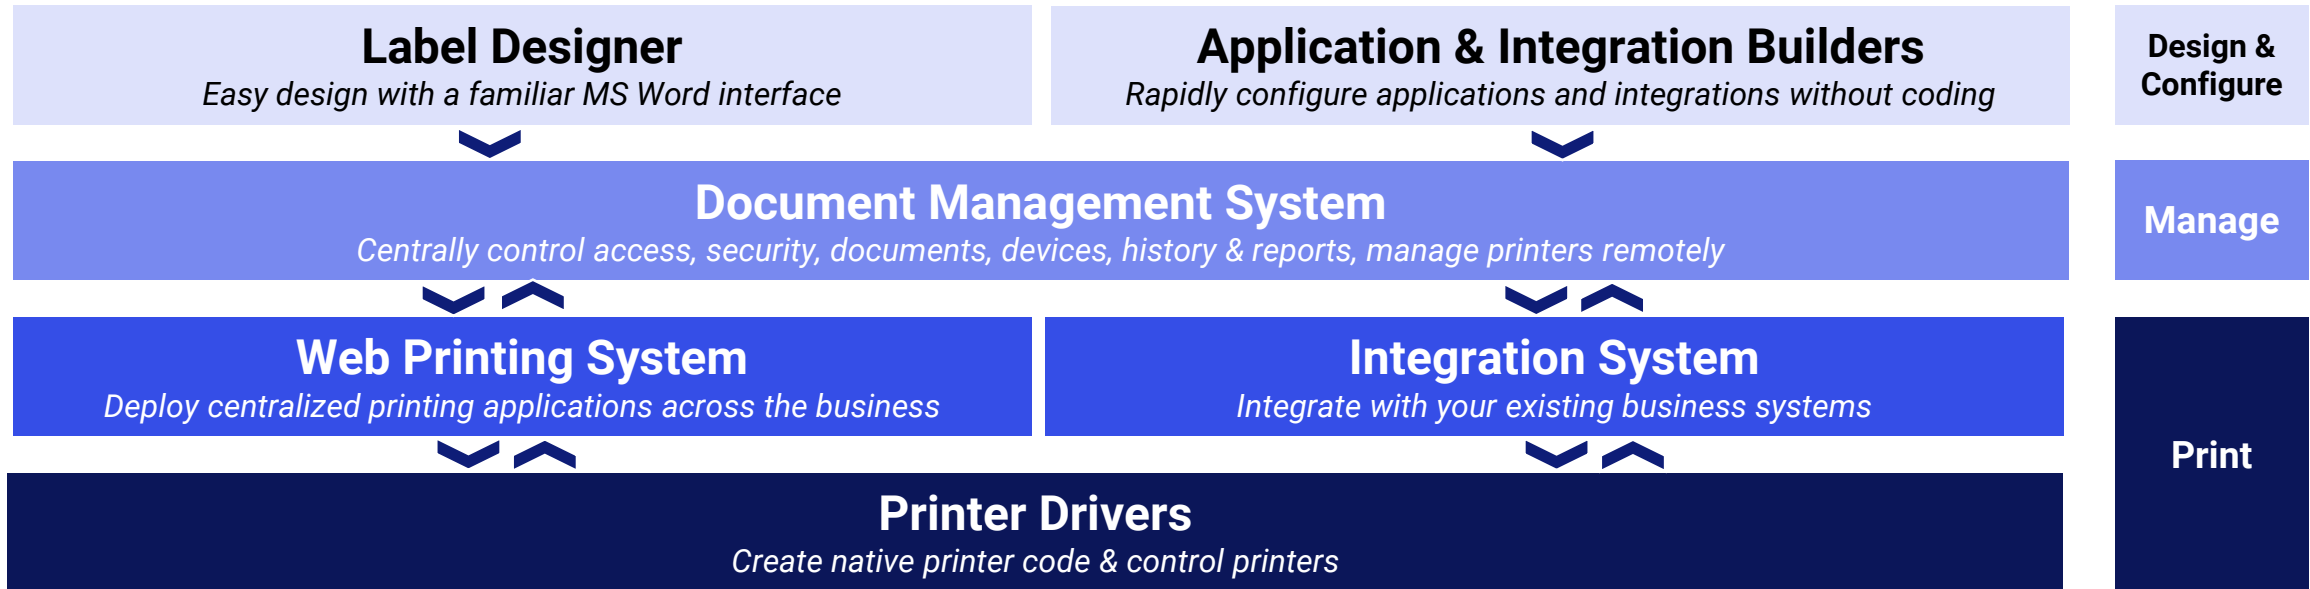 Label Designer
Easy design with a familiar MS Word interface
Application & Integration Builders
Rapidly configure applications and integrations without coding
Design &
Configure
Document Management System
Centrally control access, security, documents, devices, history & reports, manage printers remotely
Manage
Web Printing System
Deploy centralized printing applications across the business
Integration System
Integrate with your existing business systems
Print
Printer Drivers
Create native printer code & control printers